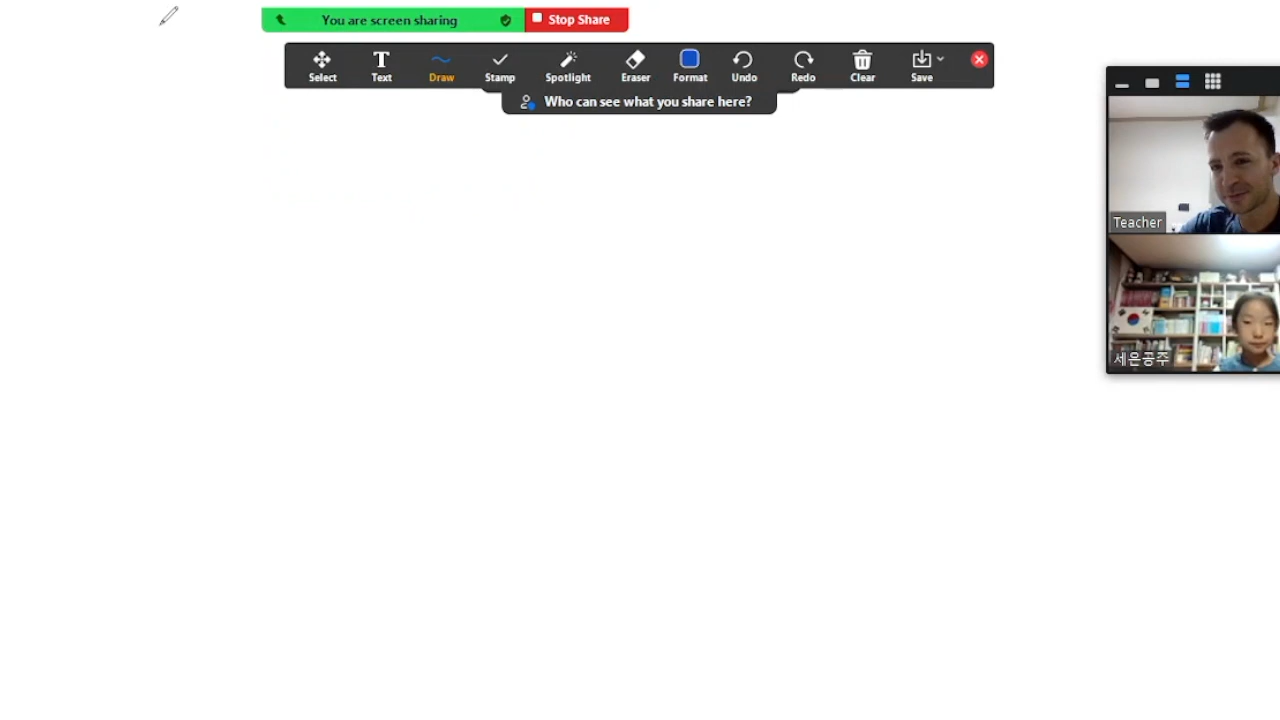 You are screen sharing
Stop Share
Select Text Draw Stamp Spotlight Eraser Format Undo Redo Clear Save
Who can see what you share here?
Teacher
세은공주